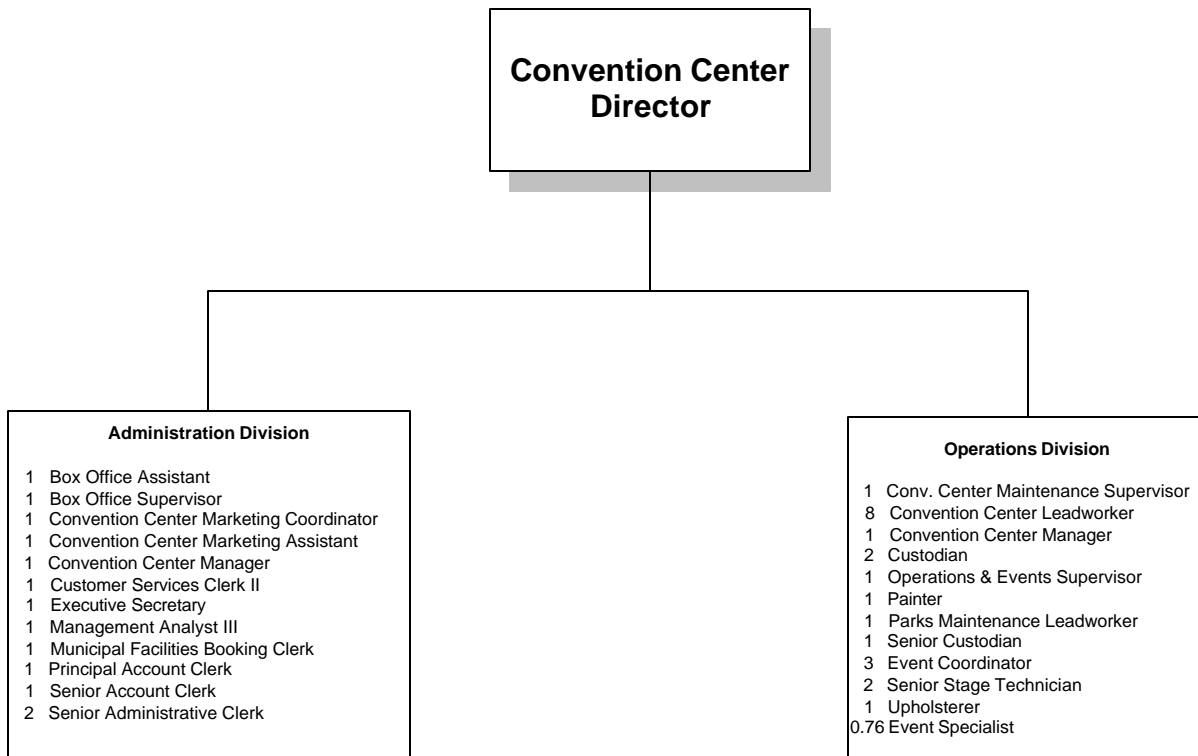 Convention Center
Director
Administration Division
1 Box Office Assistant
1 Box Office Supervisor
1 Convention Center Marketing Coordinator
1 Convention Center Marketing Assistant
1 Convention Center Manager
1 Customer Services Clerk II
1 Executive Secretary
1 Management Analyst III
1 Municipal Facilities Booking Clerk
1 Principal Account Clerk
1 Senior Account Clerk
2 Senior Administrative Clerk
Operations Division
1 Conv. Center Maintenance Supervisor
8 Convention Center Leadworker
1 Convention Center Manager
2 Custodian
1 Operations & Events Supervisor
1 Painter
1 Parks Maintenance Leadworker
1 Senior Custodian
3 Event Coordinator
2 Senior Stage Technician
1 Upholsterer
0.76 Event Specialist